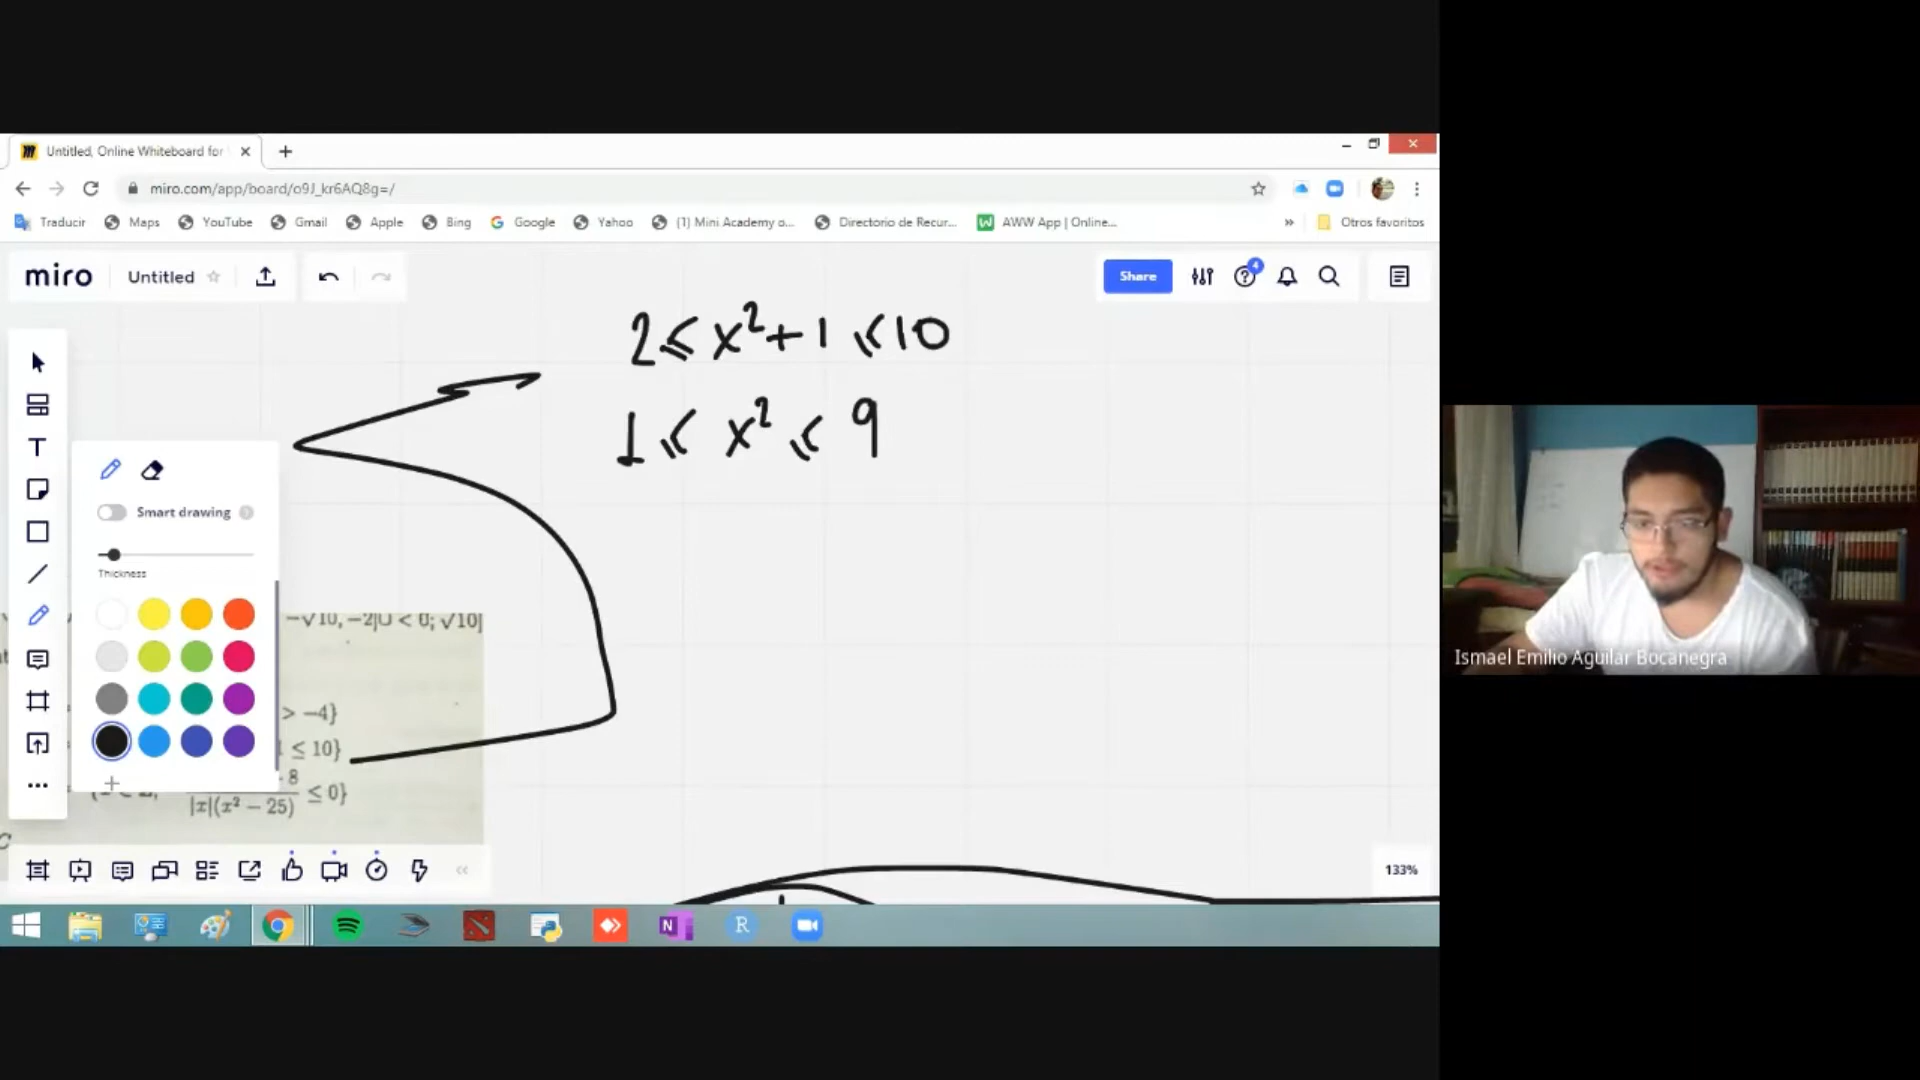 Untitled, Online Whiteboard for
miro.com/app/board/o9J_kr6AQ8g=/
Traducir Maps YouTube Gmail Apple Bing Google Yahoo (1) Mini Academy o... Directorio de Recur... AWW App | Online... » Otros favoritos
miro Untitled Share 4
2 ≤ x² + 1 ≤ 10
1 ≤ x² ≤ 9
T
Smart drawing
Thickness
−√10, −2]∪ < 0; √10]
> −4}
≤ 10}
8
|x|(x² − 25) ≤ 0}
133%
Ismael Emilio Aguilar Bocanegra